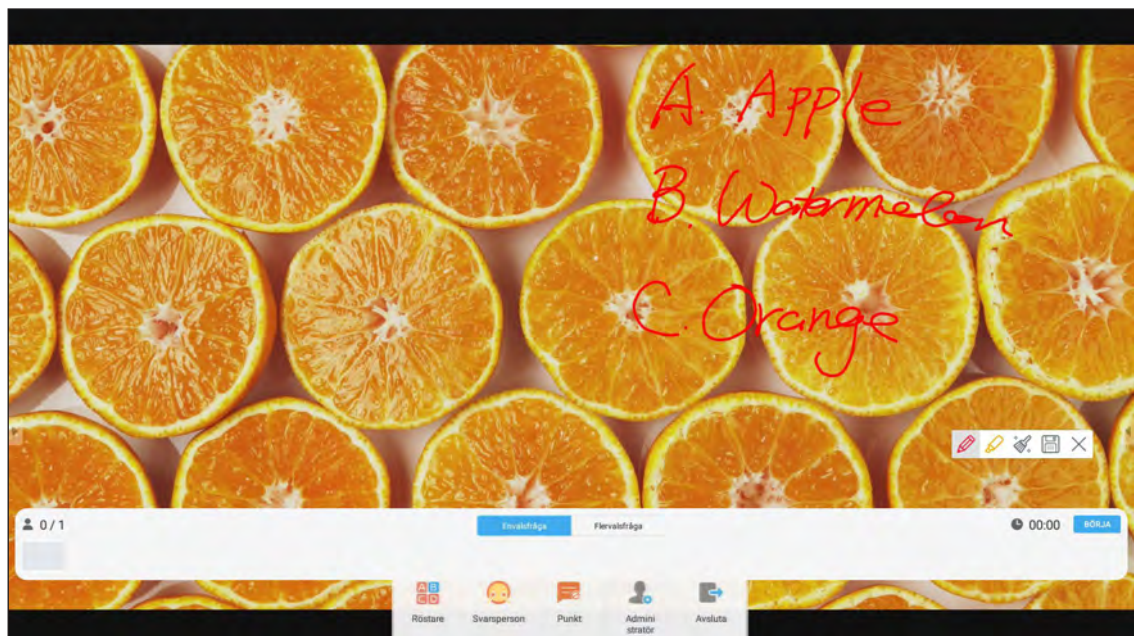 A. Apple
B. Watermelon
C. Orange
0 / 1
Envalsfråga
Flervalsfråga
00:00
BÖRJA
A B
C D
Röstare
Svarsperson
Punkt
Admini
stratör
Avsluta